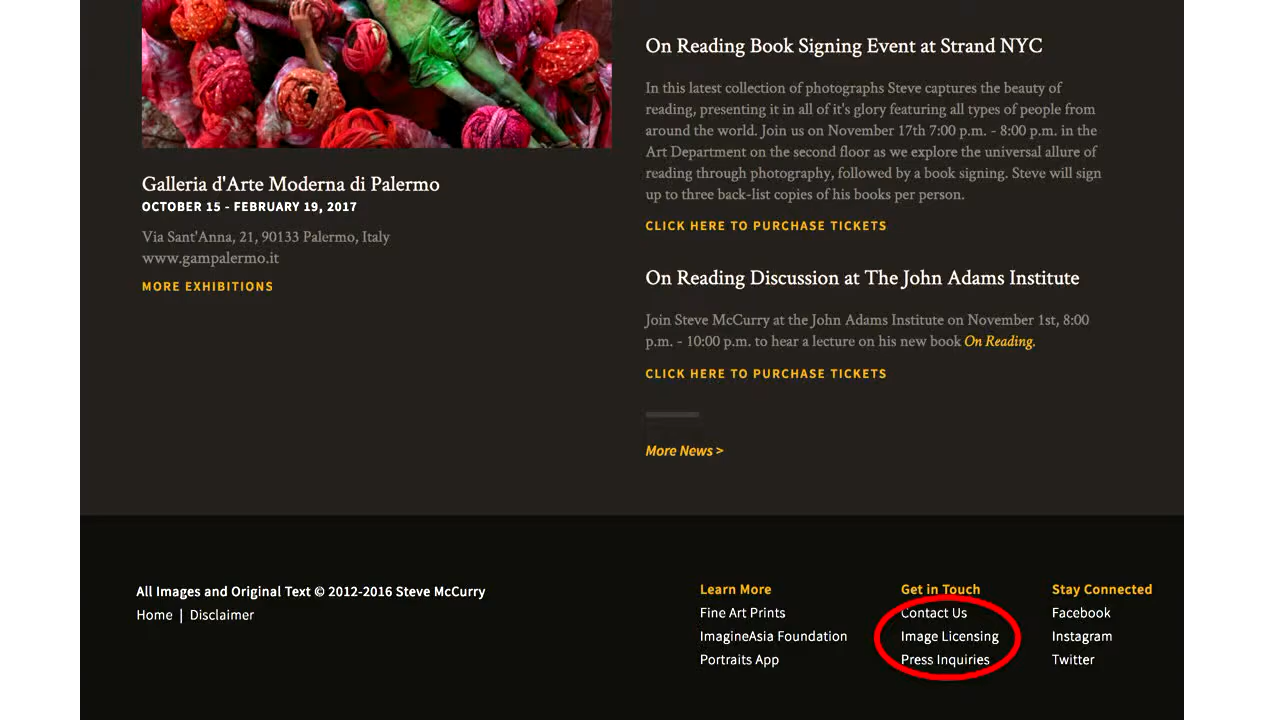 Galleria d'Arte Moderna di Palermo
OCTOBER 15 - FEBRUARY 19, 2017
Via Sant'Anna, 21, 90133 Palermo, Italy
www.gampalermo.it
MORE EXHIBITIONS
On Reading Book Signing Event at Strand NYC
In this latest collection of photographs Steve captures the beauty of
reading, presenting it in all of it's glory featuring all types of people from
around the world. Join us on November 17th 7:00 p.m. - 8:00 p.m. in the
Art Department on the second floor as we explore the universal allure of
reading through photography, followed by a book signing. Steve will sign
up to three back-list copies of his books per person.
CLICK HERE TO PURCHASE TICKETS
On Reading Discussion at The John Adams Institute
Join Steve McCurry at the John Adams Institute on November 1st, 8:00
p.m. - 10:00 p.m. to hear a lecture on his new book On Reading.
CLICK HERE TO PURCHASE TICKETS
More News >
All Images and Original Text © 2012-2016 Steve McCurry
Home | Disclaimer
Learn More
Fine Art Prints
ImagineAsia Foundation
Portraits App
Get in Touch
Contact Us
Image Licensing
Press Inquiries
Stay Connected
Facebook
Instagram
Twitter